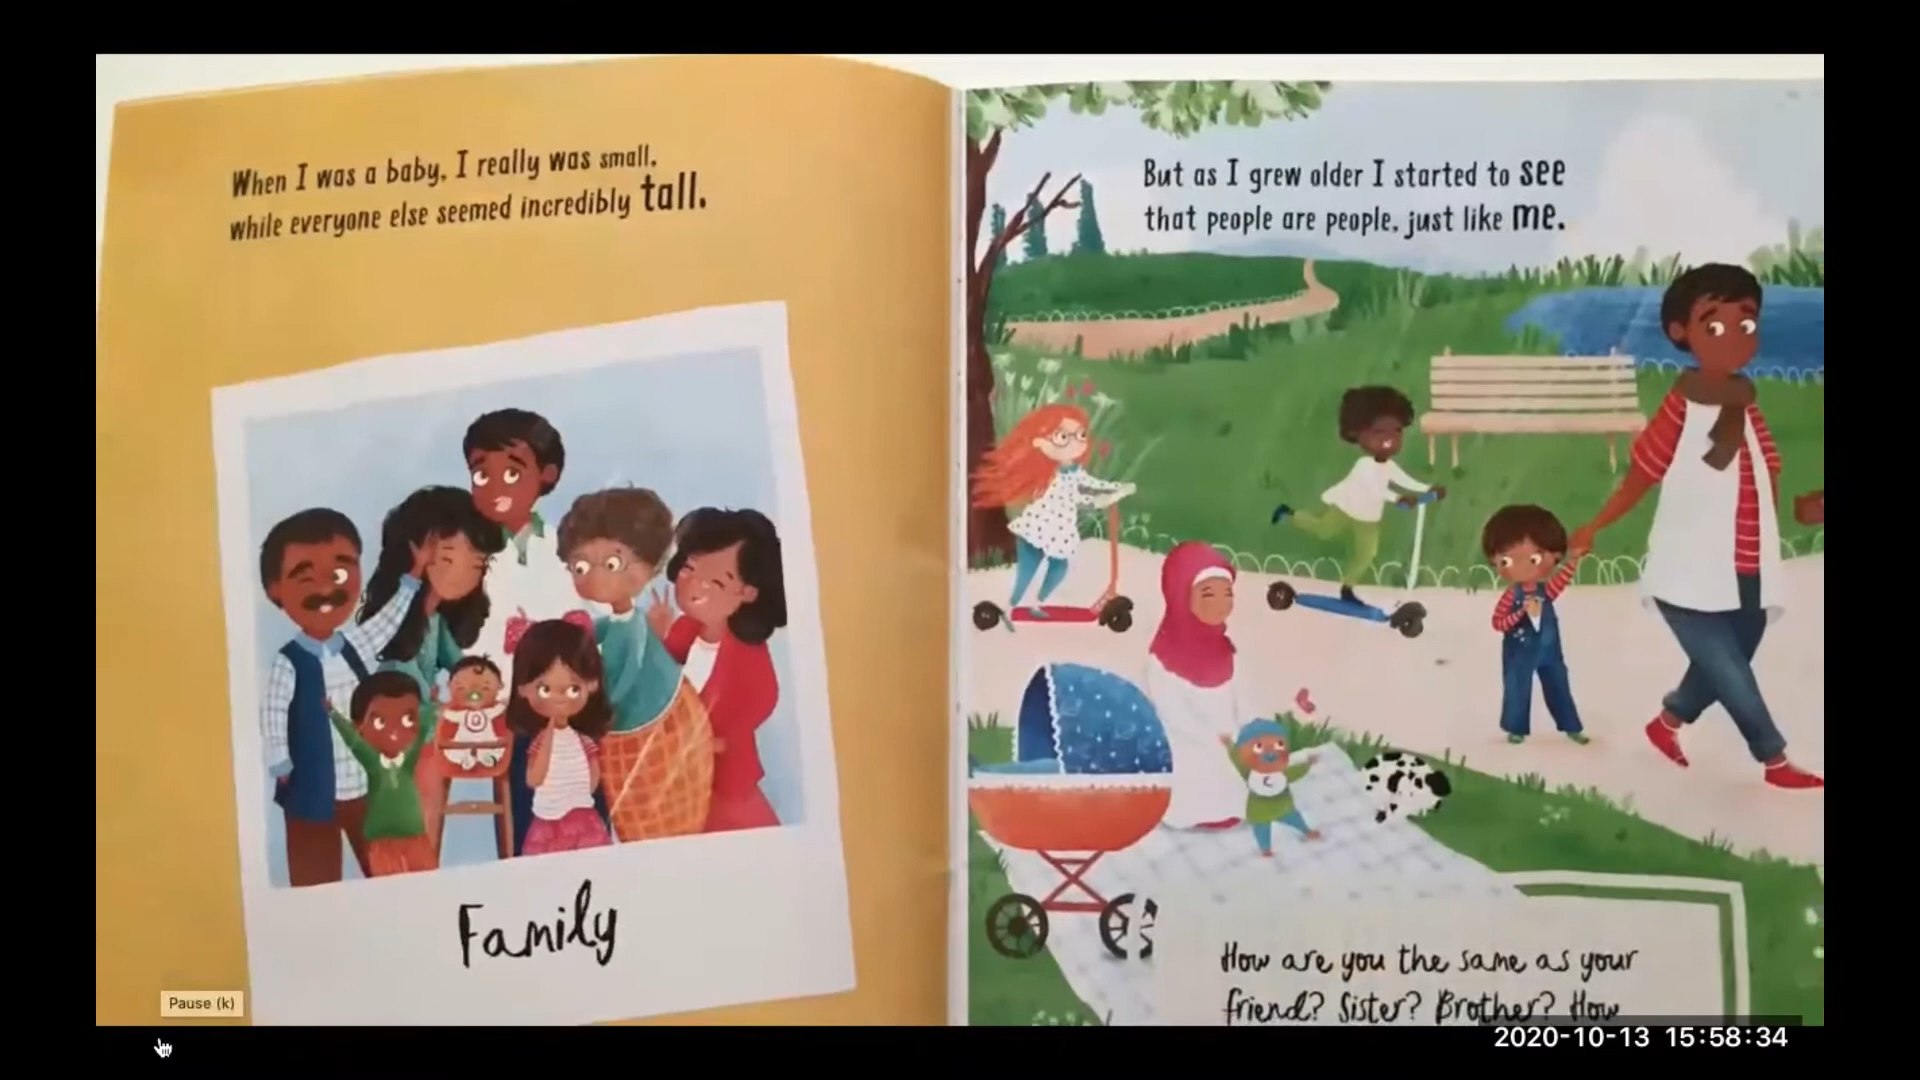 When I was a baby, I really was small,
while everyone else seemed incredibly tall.
Family
But as I grew older I started to see
that people are people, just like me.
How are you the same as your
friend? Sister? Brother? How
Pause (k)
2020-10-13 15:58:34